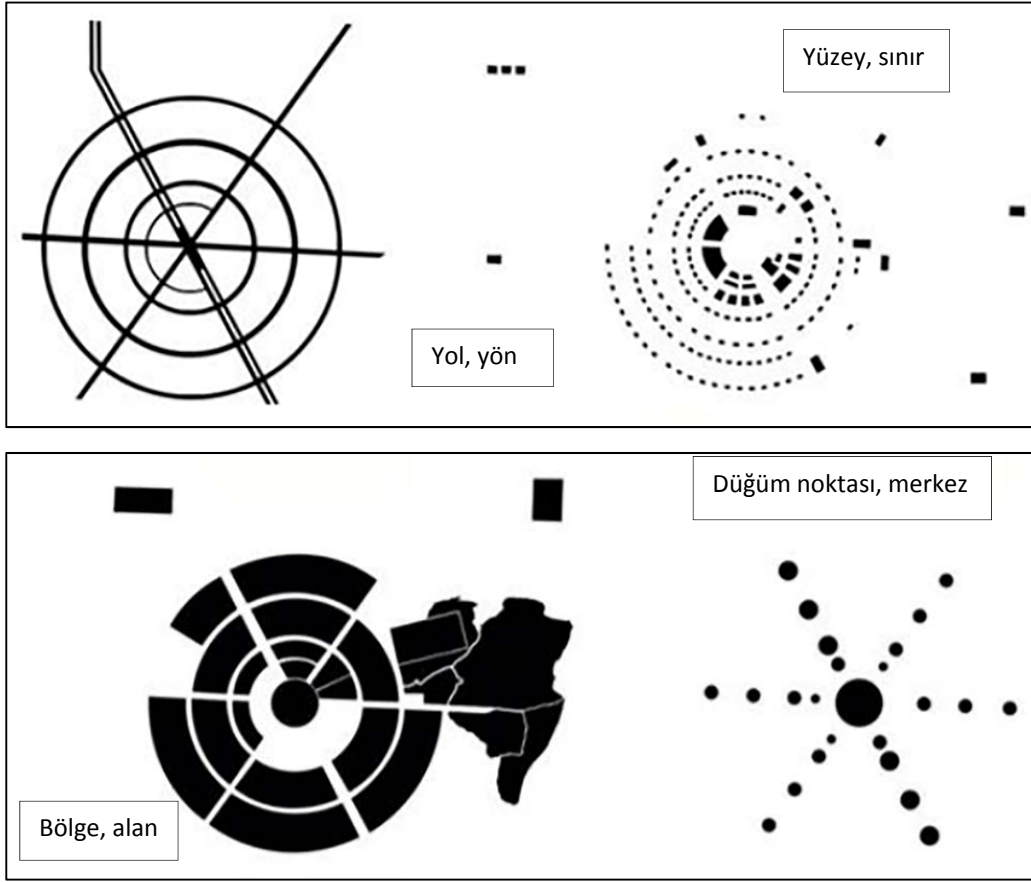 Yüzey, sınır
Yol, yön
Düğüm noktası, merkez
Bölge, alan